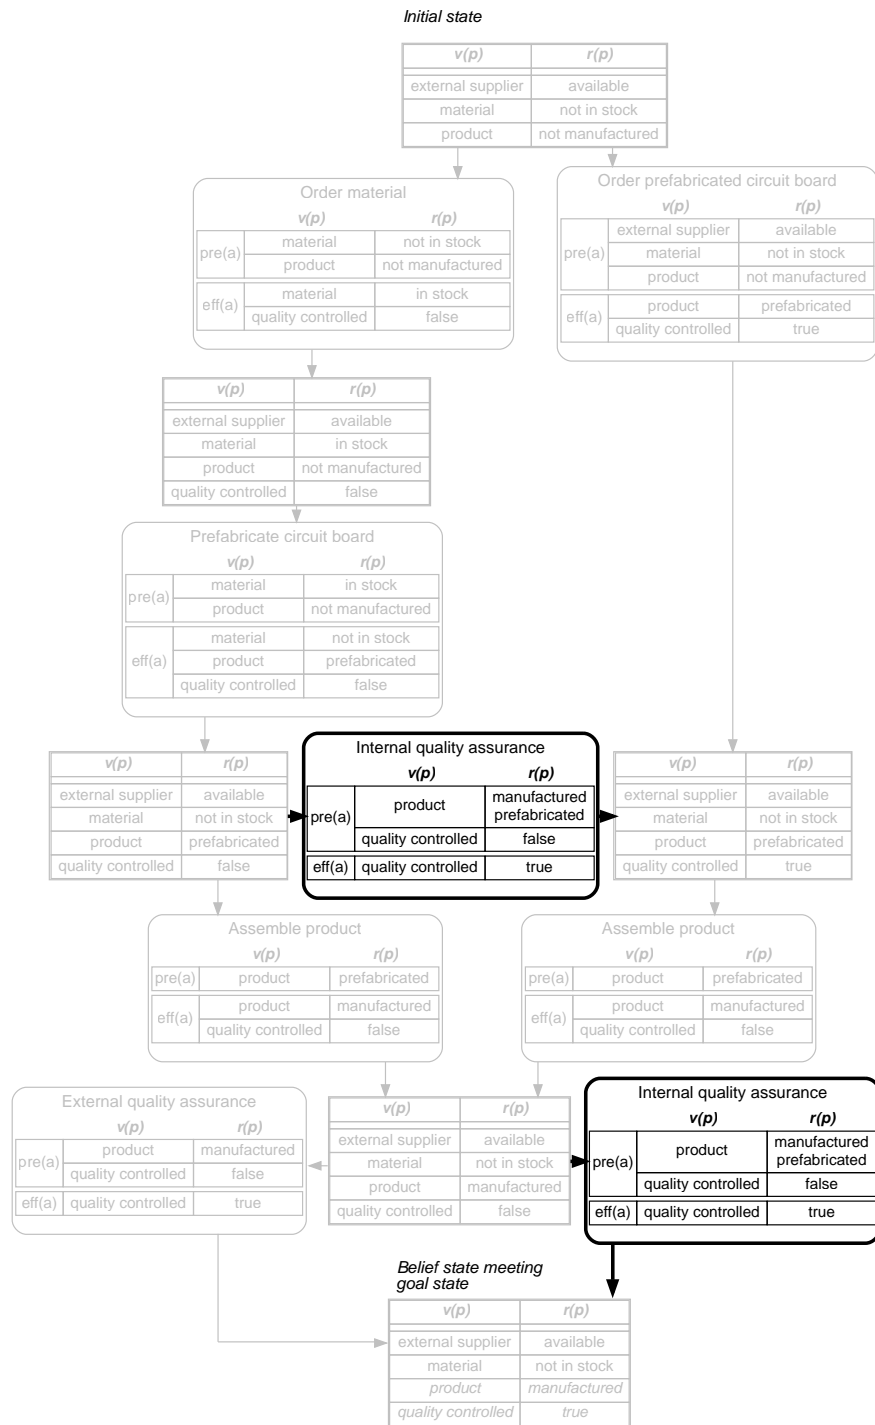 Initial state
v(p) r(p)
external supplier available
material not in stock
product not manufactured
Order material
v(p) r(p)
pre(a) material not in stock
product not manufactured
eff(a) material in stock
quality controlled false
Order prefabricated circuit board
v(p) r(p)
pre(a) external supplier available
material not in stock
product not manufactured
eff(a) product prefabricated
quality controlled true
v(p) r(p)
external supplier available
material in stock
product not manufactured
quality controlled false
Prefabricate circuit board
v(p) r(p)
pre(a) material in stock
product not manufactured
eff(a) material not in stock
product prefabricated
quality controlled false
v(p) r(p)
external supplier available
material not in stock
product prefabricated
quality controlled false
Internal quality assurance
v(p) r(p)
pre(a) product manufactured
prefabricated
quality controlled false
eff(a) quality controlled true
v(p) r(p)
external supplier available
material not in stock
product prefabricated
quality controlled true
Assemble product
v(p) r(p)
pre(a) product prefabricated
eff(a) product manufactured
quality controlled false
Assemble product
v(p) r(p)
pre(a) product prefabricated
eff(a) product manufactured
quality controlled false
External quality assurance
v(p) r(p)
pre(a) product manufactured
quality controlled false
eff(a) quality controlled true
v(p) r(p)
external supplier available
material not in stock
product manufactured
quality controlled false
Internal quality assurance
v(p) r(p)
pre(a) product manufactured
prefabricated
quality controlled false
eff(a) quality controlled true
Belief state meeting
goal state
v(p) r(p)
external supplier available
material not in stock
product manufactured
quality controlled true